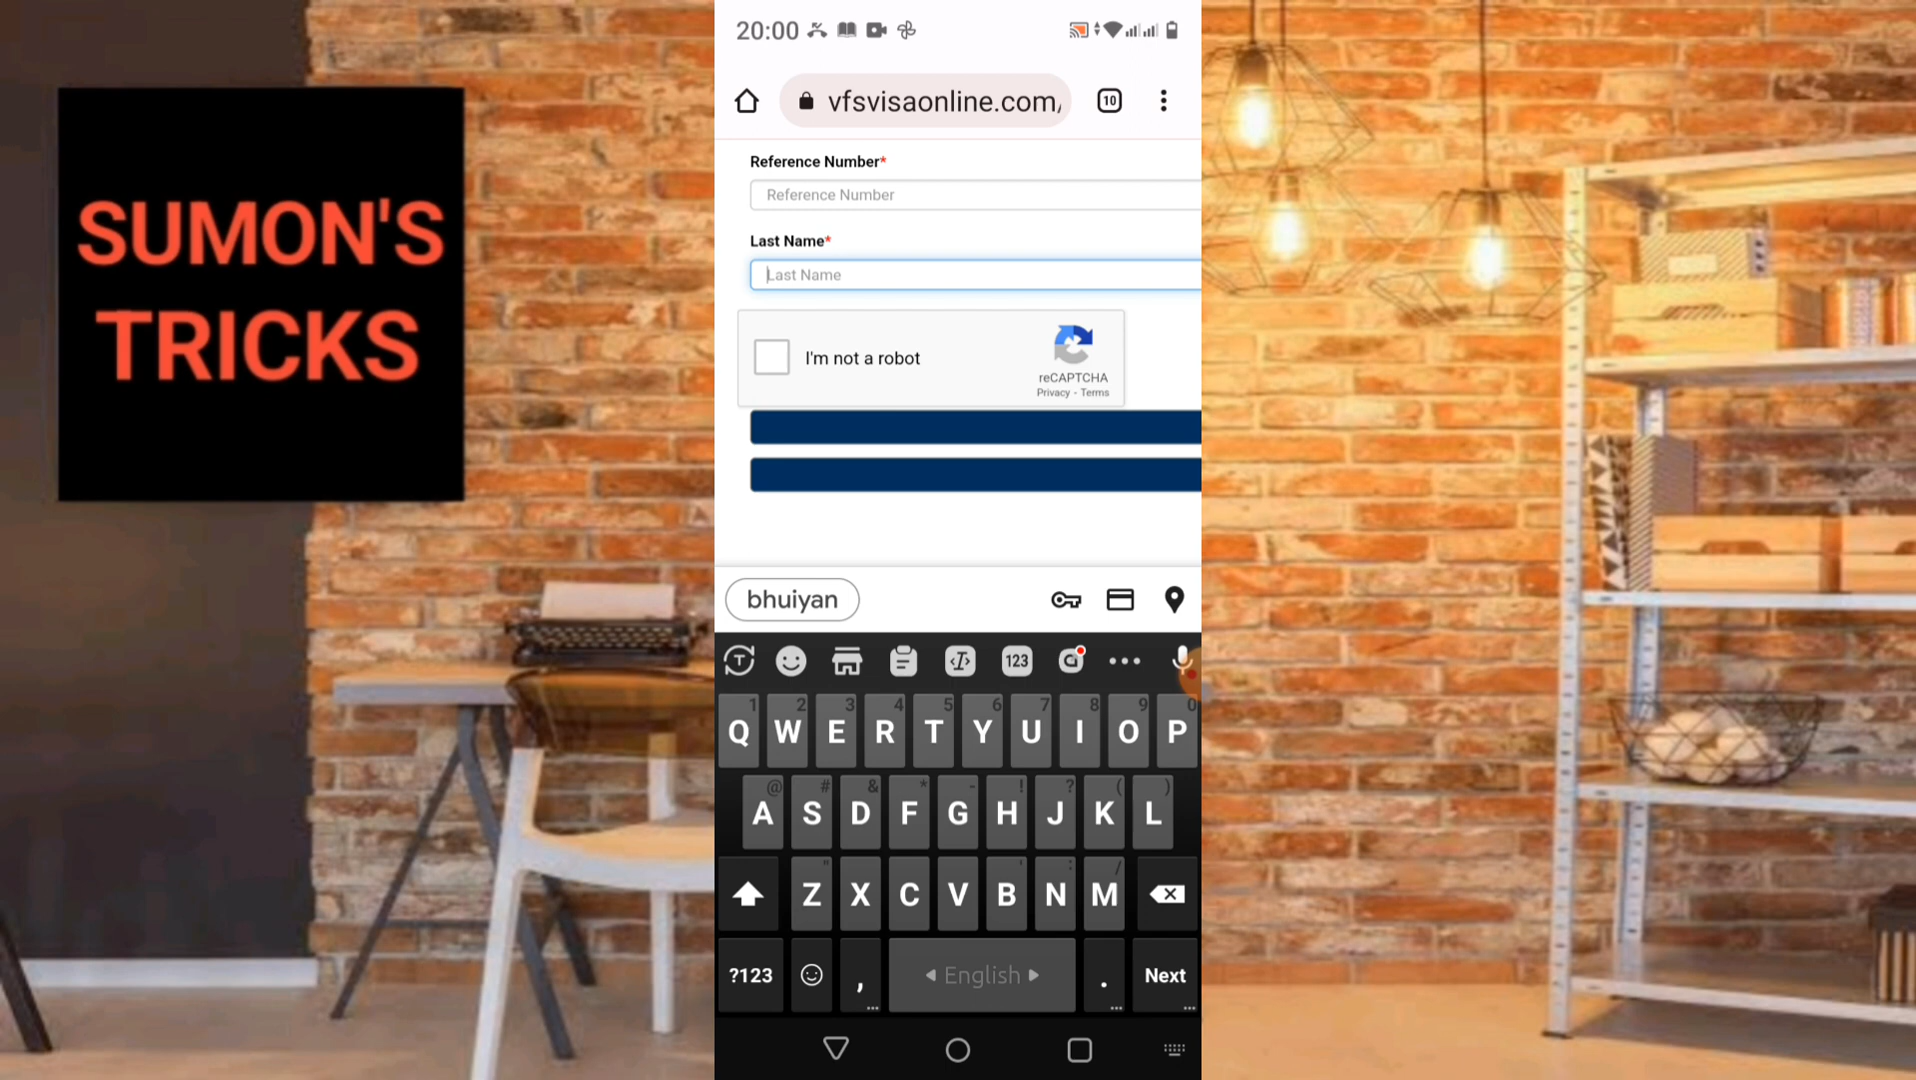 SUMON'S
TRICKS
20:00
vfsvisaonline.com/
10
Reference Number*
Reference Number
Last Name*
Last Name
I'm not a robot
reCAPTCHA
Privacy - Terms
bhuiyan
123
1 2 3 4 5 6 7 8 9 0
Q W E R T Y U I O P
@ # & * - ! ? ( )
A S D F G H J K L
" ' : /
Z X C V B N M
?123 , English . Next